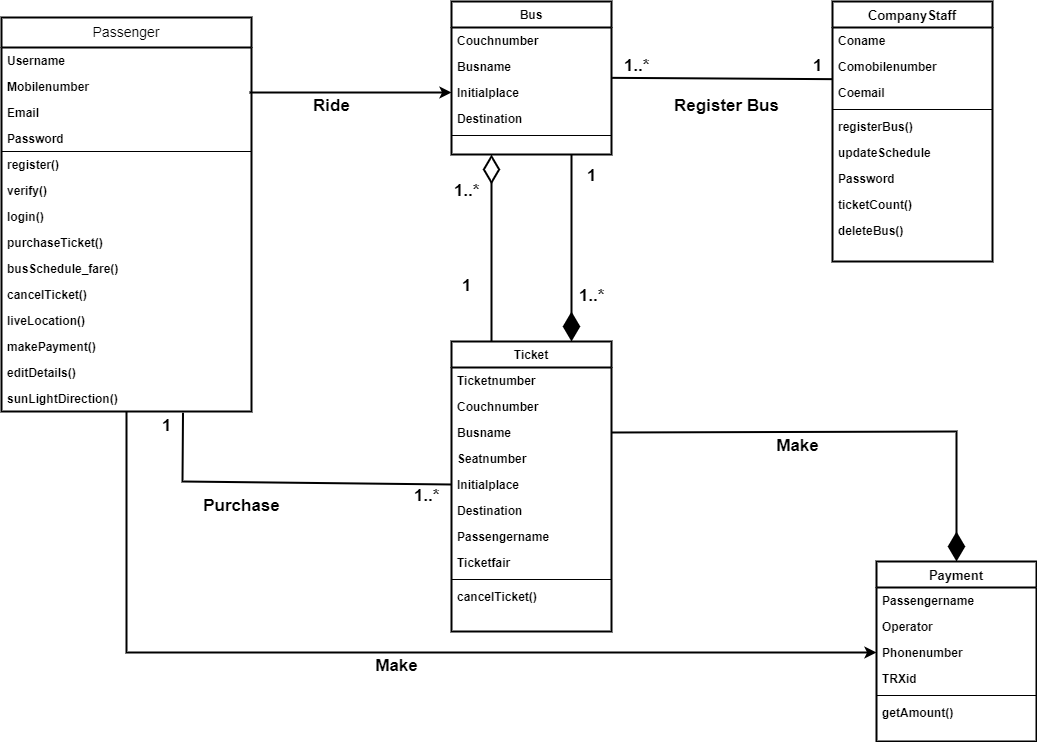 Passenger
Username
Mobilenumber
Email
Password
register()
verify()
login()
purchaseTicket()
busSchedule_fare()
cancelTicket()
liveLocation()
makePayment()
editDetails()
sunLightDirection()
Ride
Bus
Couchnumber
Busname
Initialplace
Destination
1..*
1
Register Bus
CompanyStaff
Coname
Comobilenumber
Coemail
registerBus()
updateSchedule
Password
ticketCount()
deleteBus()
1..*
1
1
1..*
1
Purchase
1..*
Ticket
Ticketnumber
Couchnumber
Busname
Seatnumber
Initialplace
Destination
Passengername
Ticketfair
cancelTicket()
Make
Make
Payment
Passengername
Operator
Phonenumber
TRXid
getAmount()